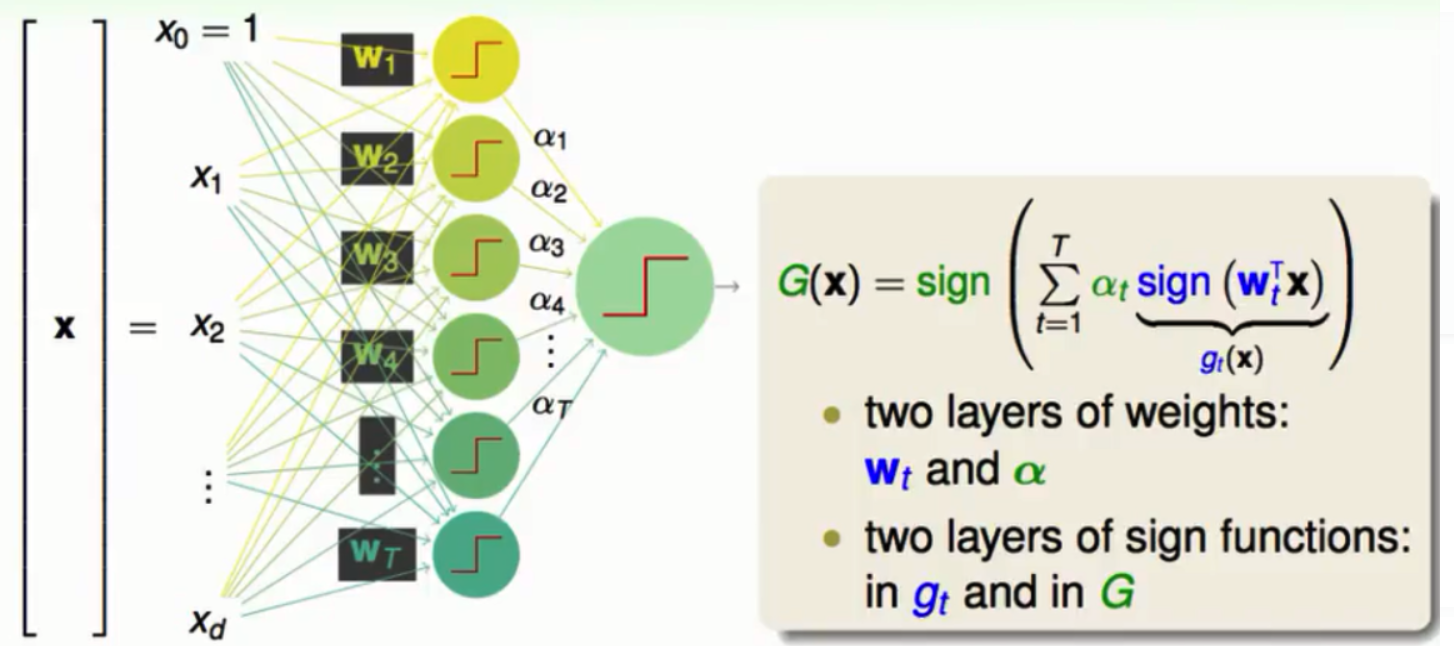 x = x₀ = 1
x₁
x₂
⋮
x_d
w₁
w₂
w₃
w₄
⋮
w_T
α₁
α₂
α₃
α₄
⋮
α_T
G(x) = sign ( ∑_{t=1}^{T} α_t sign (w_t^T x) )
g_t(x)
• two layers of weights:
w_t and α
• two layers of sign functions:
in g_t and in G